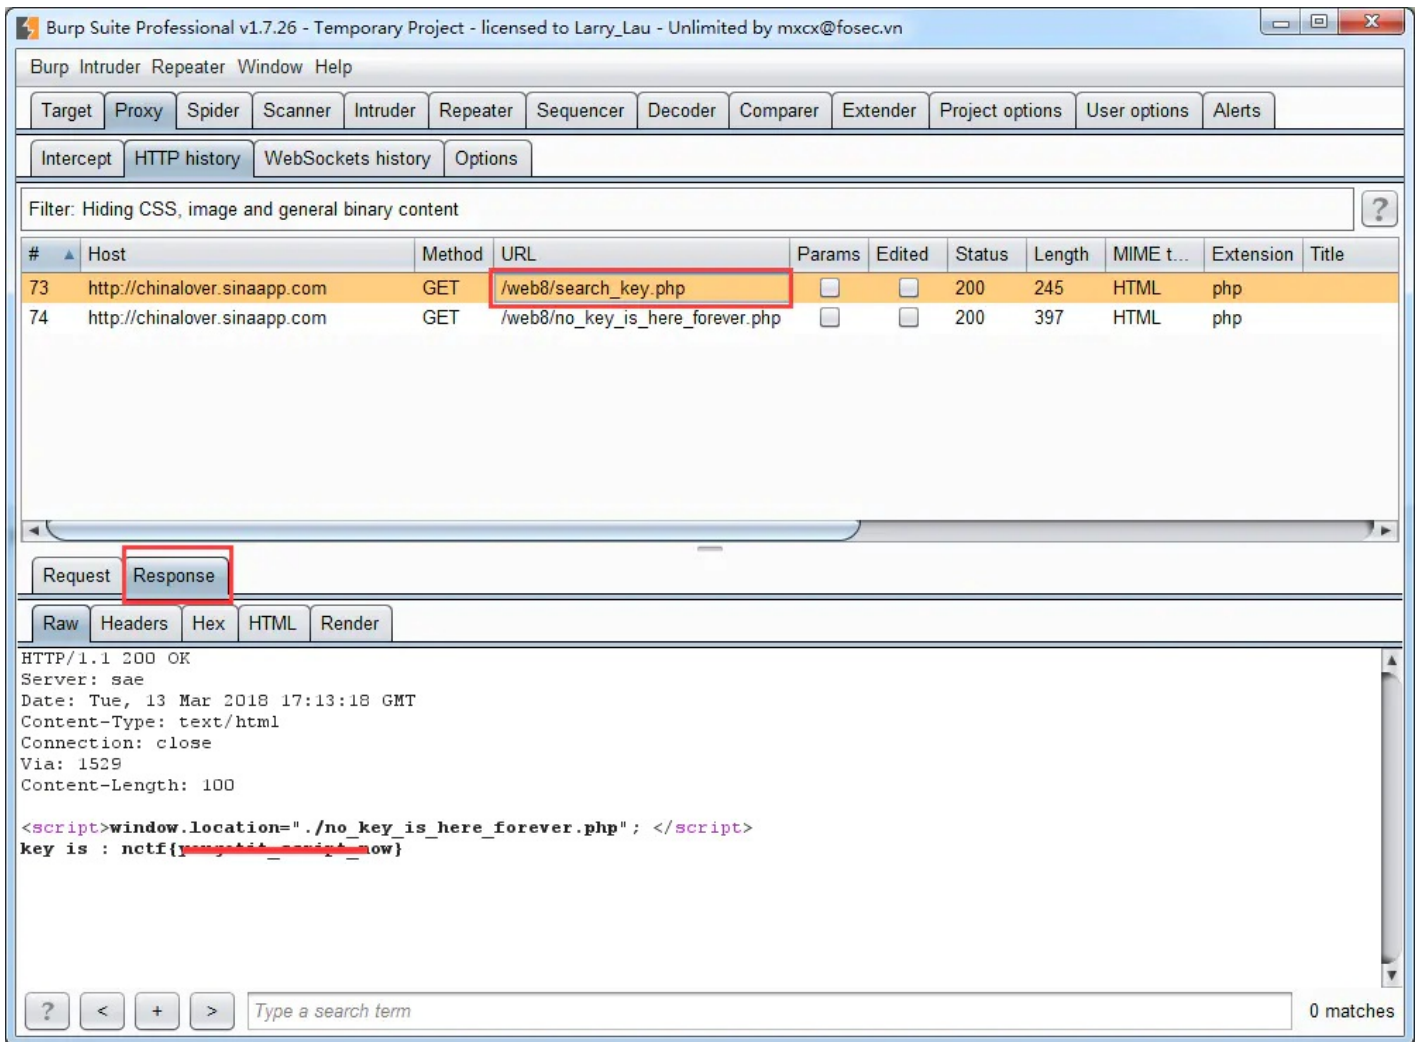 Burp Suite Professional v1.7.26 - Temporary Project - licensed to Larry_Lau - Unlimited by mxcx@fosec.vn
Burp Intruder Repeater Window Help
Target Proxy Spider Scanner Intruder Repeater Sequencer Decoder Comparer Extender Project options User options Alerts
Intercept HTTP history WebSockets history Options
Filter: Hiding CSS, image and general binary content ?
# Host Method URL Params Edited Status Length MIME t... Extension Title
73 http://chinalover.sinaapp.com GET /web8/search_key.php 200 245 HTML php
74 http://chinalover.sinaapp.com GET /web8/no_key_is_here_forever.php 200 397 HTML php
Request Response
Raw Headers Hex HTML Render
HTTP/1.1 200 OK
Server: sae
Date: Tue, 13 Mar 2018 17:13:18 GMT
Content-Type: text/html
Connection: close
Via: 1529
Content-Length: 100
<script>window.location="./no_key_is_here_forever.php"; </script>
key is : nctf{
? < + > Type a search term 0 matches